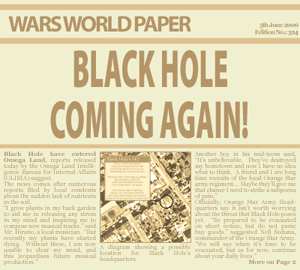 WARS WORLD PAPER
5th June 2006
Edition No.: 324
BLACK HOLE
COMING AGAIN!
Black Hole have entered
Omega Land, reports released
today by the Omega Land Intelli-
gence Bureau for Internal Affairs
(OLIBIA) suggest.
The news comes after numerous
reports filed by local residents
about the sudden lack of nutrients
in the soil.
"I grow plants in my back garden
to aid me in releasing any stress
in my mind and inspiring me to
compose new musical tracks," said
Mr. a local musician. "But
recently my plants have started
dying. Without these, I am now
unable to clear my mind, and
this jeopardises future musical
production."
Black Holes HQ
A diagram showing a possible
location for Black Hole's
headquarters.
Another boy in his mid-teens said,
"It's unbelievable. They've destroyed
my hometown and now I have no idea
what to think. A friend and I are long
time recruits of the local Orange Star
army regiment... Maybe they'll give me
that chance I need to strike a subpoena
of pain."
Officially, Orange Star Army Head-
quarters say it isn't worth worrying
about the threat that Black Hole poses
yet. "Be prepared to be evacuated
on short notice, but do not panic
buy goods," suggested Nell
commander of the Orange Star Army.
"We will say when it's time to be
evacuated, but as for now, continue
about your daily lives."
More on Page 2